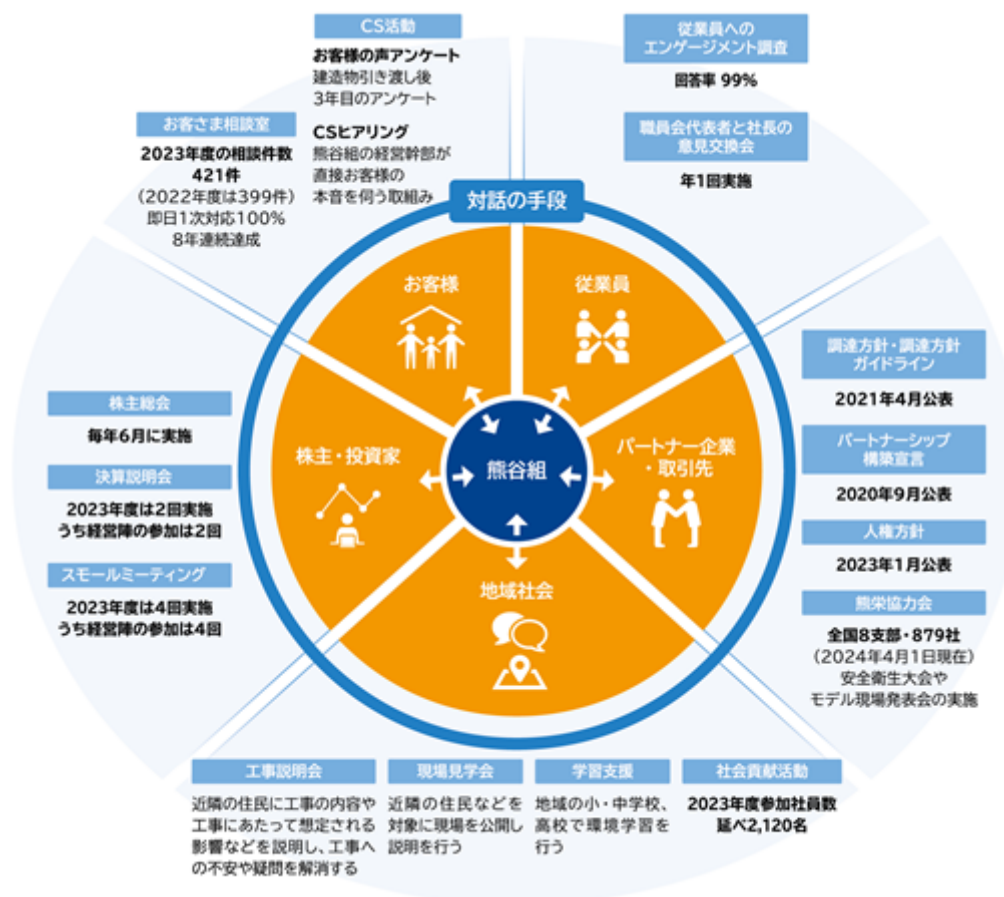 CS活動
お客様の声アンケート
建造物引き渡し後
3年目のアンケート
CSヒアリング
熊谷組の経営幹部が
直接お客様の
本音を伺う取組み
お客さま相談室
2023年度の相談件数
421件
(2022年度は399件)
即日1次対応100%
8年連続達成
従業員への
エンゲージメント調査
回答率 99%
職員会代表者と社長の
意見交換会
年1回実施
対話の手段
お客様
従業員
株主・投資家
熊谷組
パートナー企業
・取引先
地域社会
株主総会
毎年6月に実施
決算説明会
2023年度は2回実施
うち経営陣の参加は2回
スモールミーティング
2023年度は4回実施
うち経営陣の参加は4回
調達方針・調達方針
ガイドライン
2021年4月公表
パートナーシップ
構築宣言
2020年9月公表
人権方針
2023年1月公表
熊栄協力会
全国8支部・879社
(2024年4月1日現在)
安全衛生大会や
モデル現場発表会の実施
工事説明会
近隣の住民に工事の内容や
工事にあたって想定される
影響などを説明し、工事へ
の不安や疑問を解消する
現場見学会
近隣の住民などを
対象に現場を公開し
説明を行う
学習支援
地域の小・中学校、
高校で環境学習を
行う
社会貢献活動
2023年度参加社員数
延べ2,120名